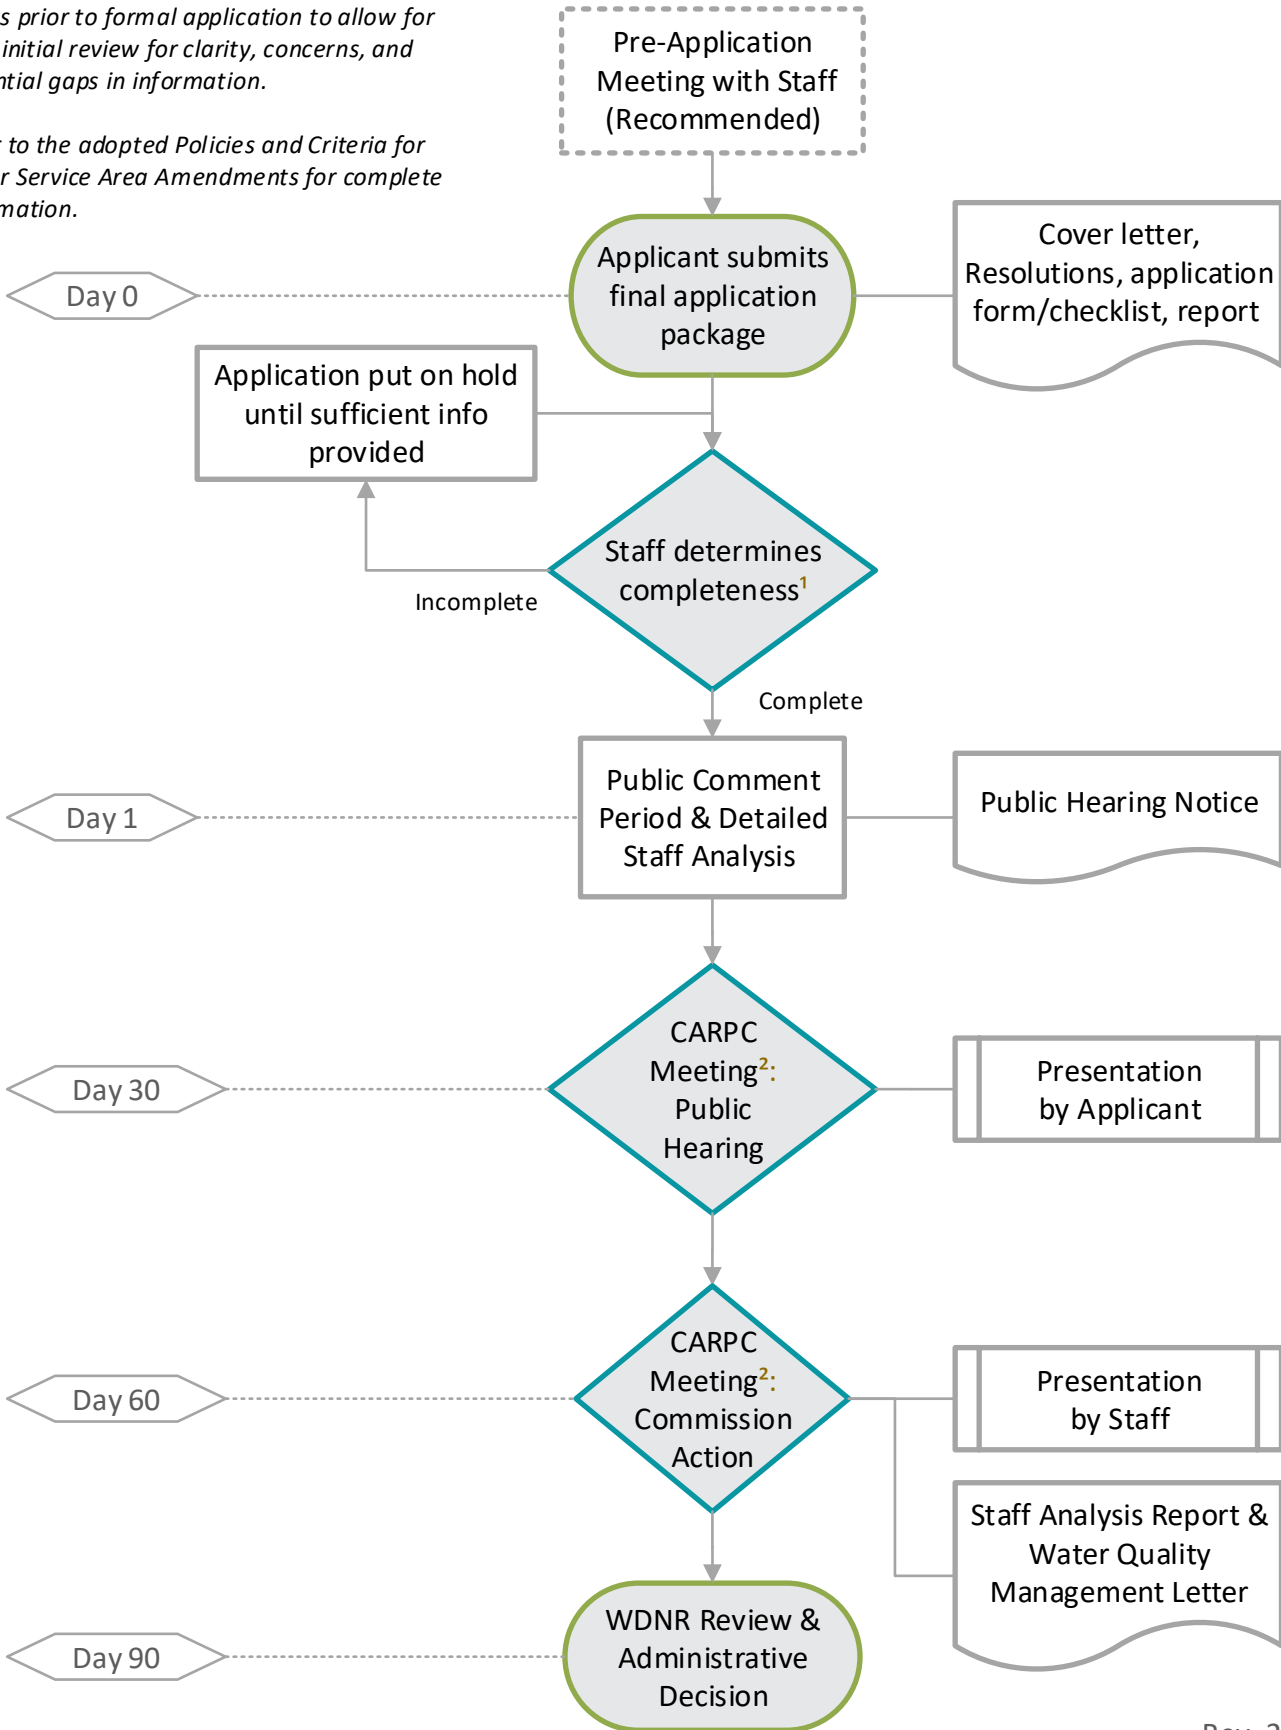 s prior to formal application to allow for
initial review for clarity, concerns, and
ntial gaps in information.
to the adopted Policies and Criteria for
r Service Area Amendments for complete
mation.
Pre-Application
Meeting with Staff
(Recommended)
Day 0
Applicant submits
final application
package
Cover letter,
Resolutions, application
form/checklist, report
Application put on hold
until sufficient info
provided
Staff determines
completeness¹
Incomplete
Complete
Day 1
Public Comment
Period & Detailed
Staff Analysis
Public Hearing Notice
Day 30
CARPC
Meeting²:
Public
Hearing
Presentation
by Applicant
Day 60
CARPC
Meeting²:
Commission
Action
Presentation
by Staff
Staff Analysis Report &
Water Quality
Management Letter
Day 90
WDNR Review &
Administrative
Decision